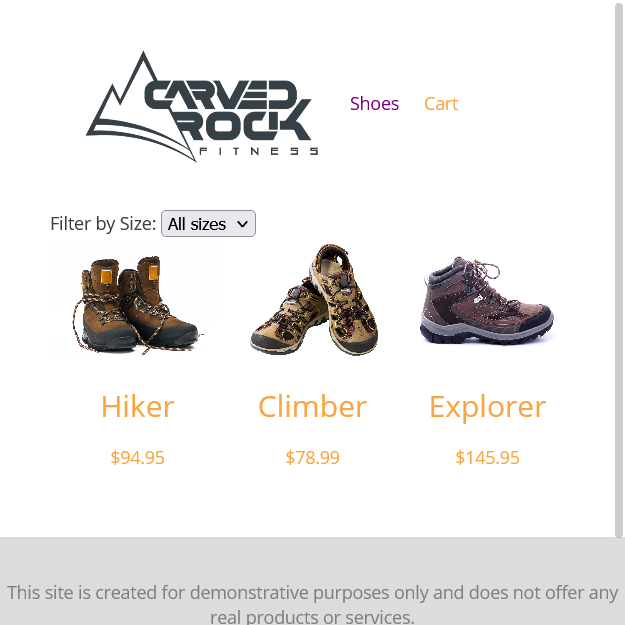 CARVED
ROCK
FITNESS
Shoes
Cart
Filter by Size: All sizes
Hiker
Climber
Explorer
$94.95
$78.99
$145.95
This site is created for demonstrative purposes only and does not offer any
real products or services.